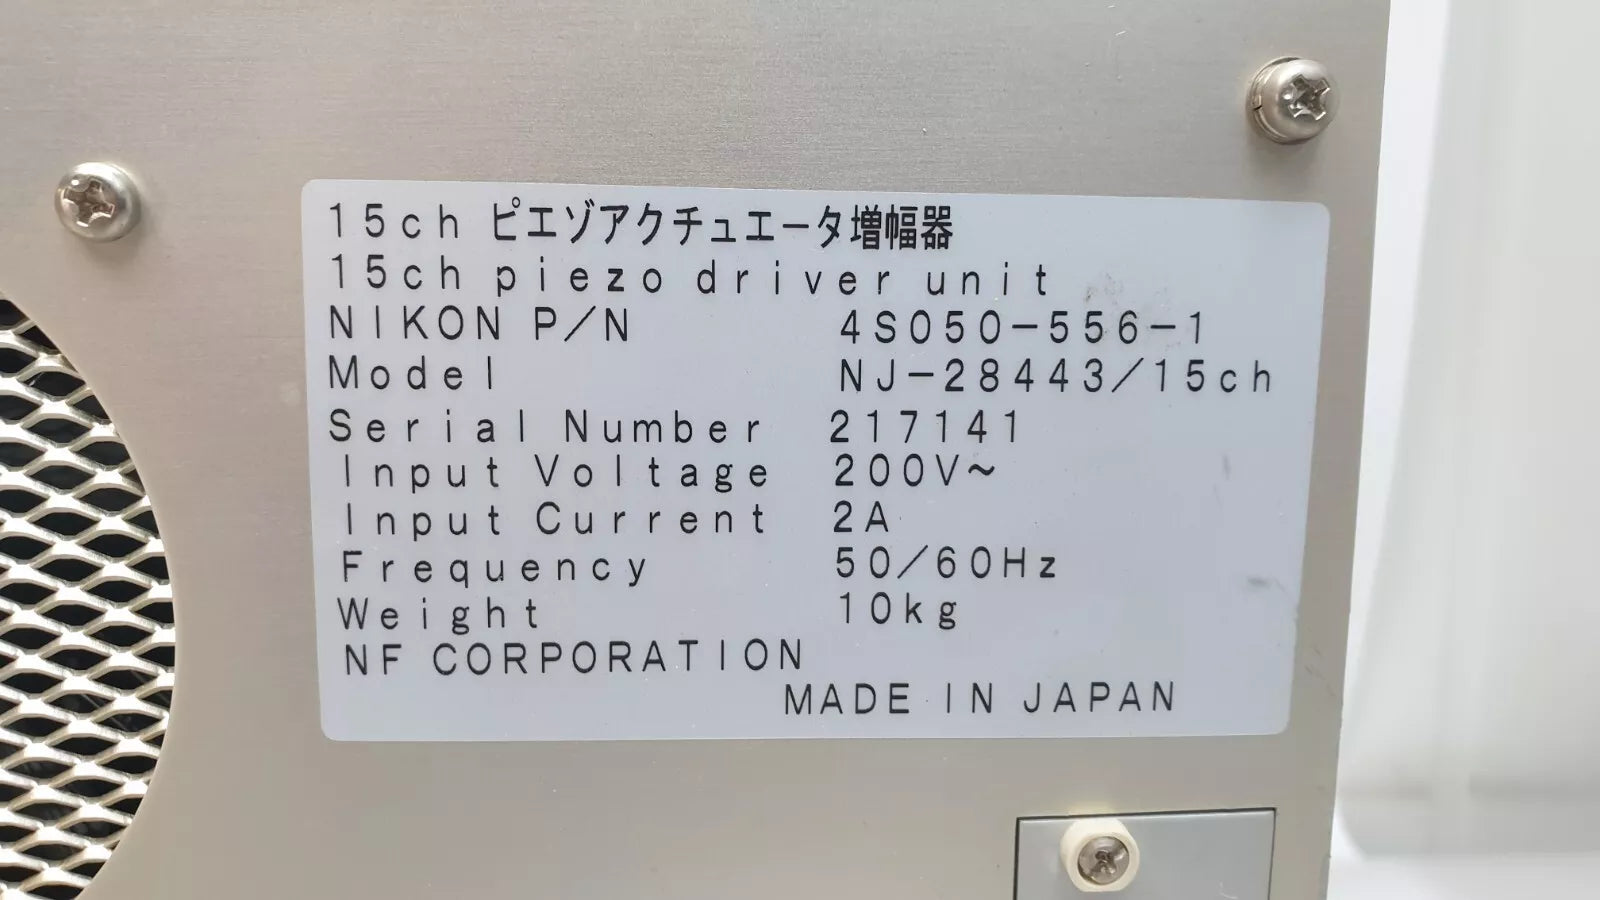 15ch ピエゾアクチュエータ増幅器
15ch piezo driver unit
NIKON P/N 4S050-556-1
Model NJ-28443/15ch
Serial Number 217141
Input Voltage 200V~
Input Current 2A
Frequency 50/60Hz
Weight 10kg
NF CORPORATION
MADE IN JAPAN